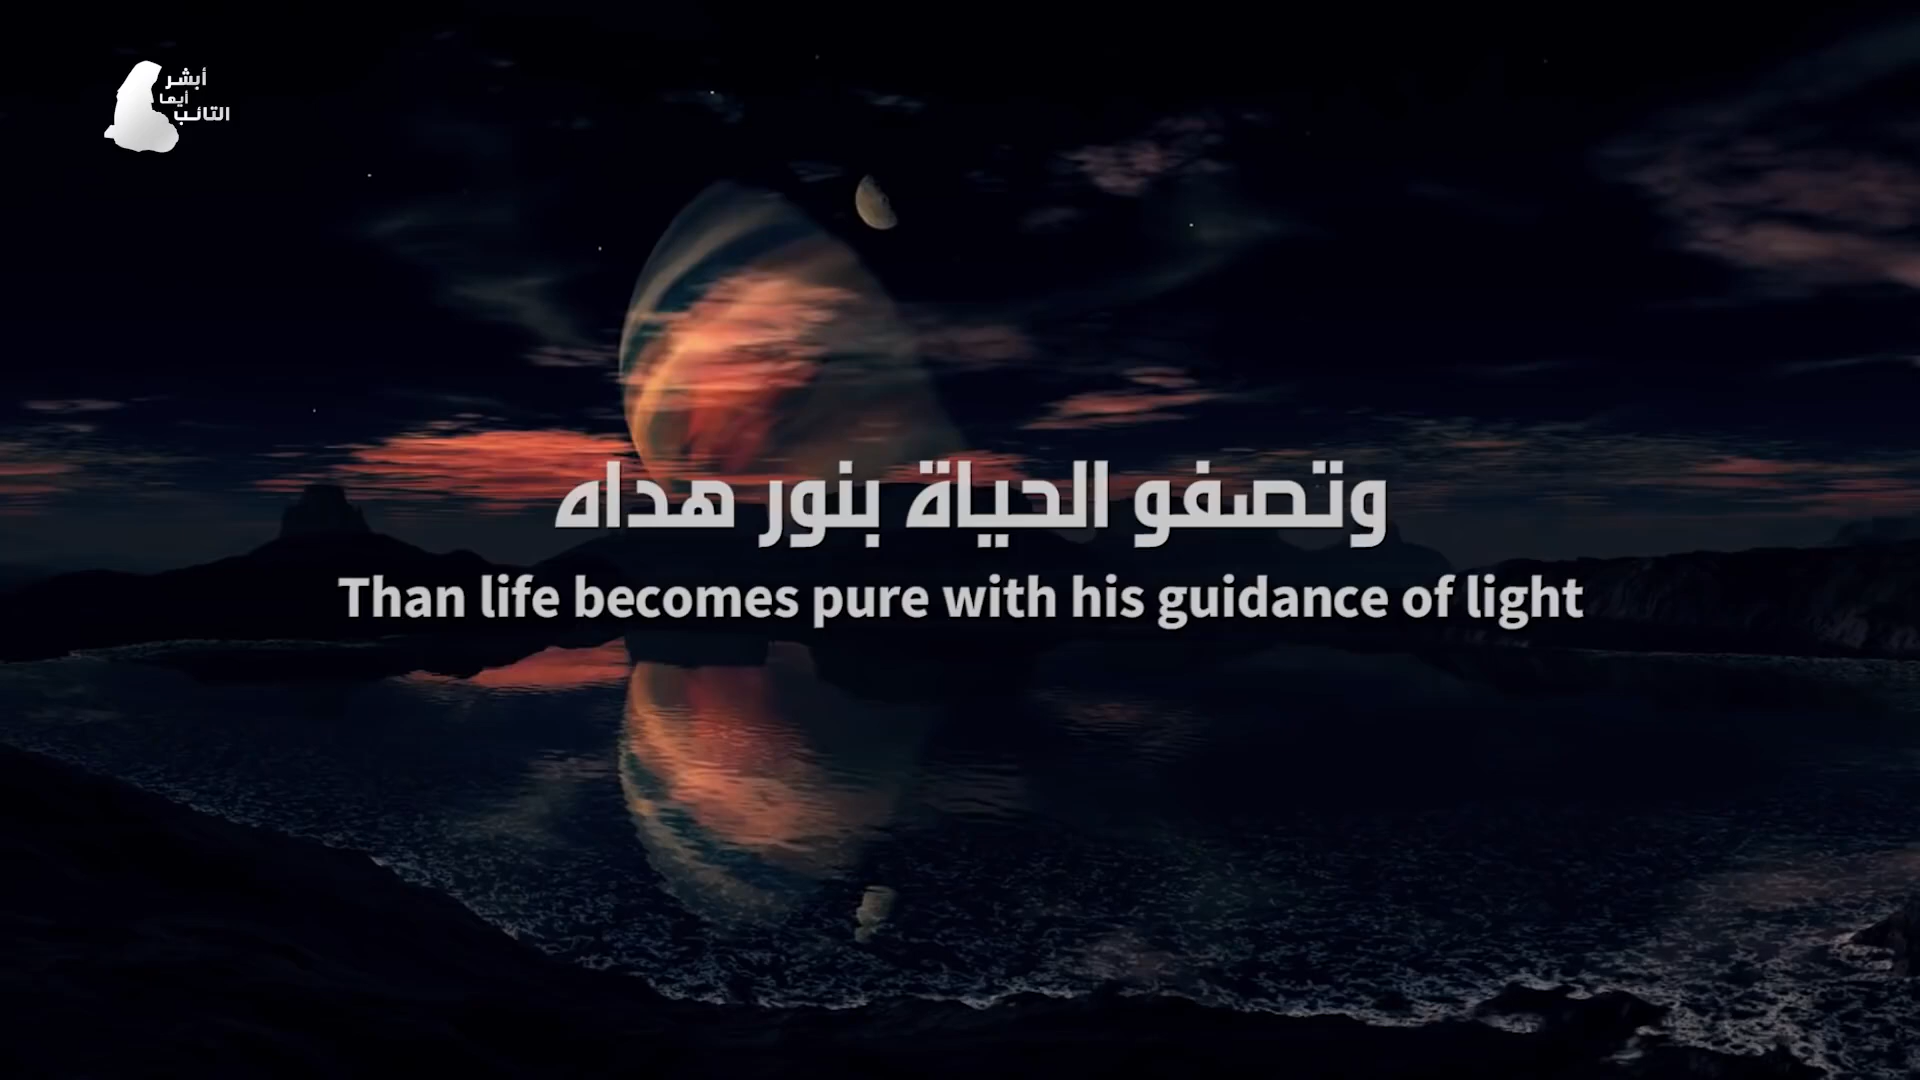 أبشر
أيها
التائب
وتصفو الحياة بنور هداه
Than life becomes pure with his guidance of light